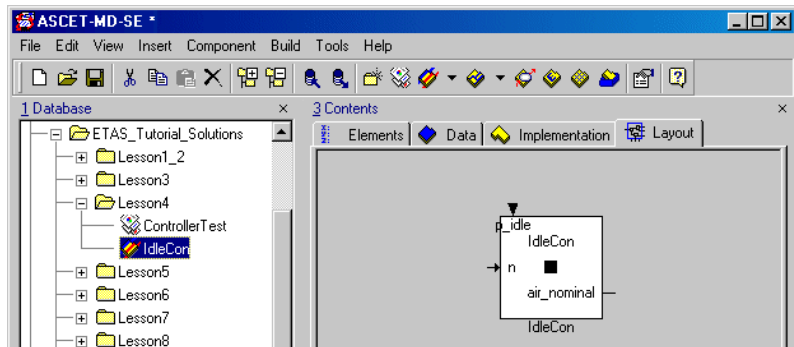 ASCET-MD-SE *
File Edit View Insert Component Build Tools Help
1 Database
3 Contents
ETAS_Tutorial_Solutions
Lesson1_2
Lesson3
Lesson4
ControllerTest
IdleCon
Lesson5
Lesson6
Lesson7
Lesson8
Elements Data Implementation Layout
p_idle
IdleCon
n
air_nominal
IdleCon